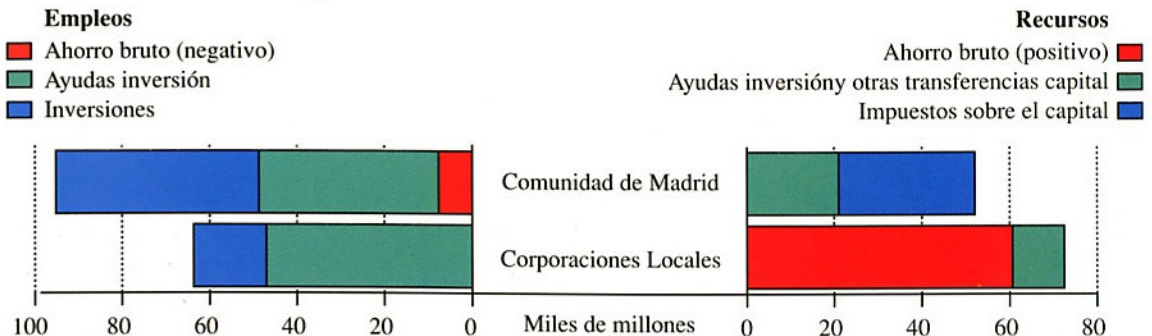 Empleos
Ahorro bruto (negativo)
Ayudas inversión
Inversiones
Recursos
Ahorro bruto (positivo)
Ayudas inversióny otras transferencias capital
Impuestos sobre el capital
Comunidad de Madrid
Corporaciones Locales
100 80 60 40 20 0 Miles de millones 0 20 40 60 80